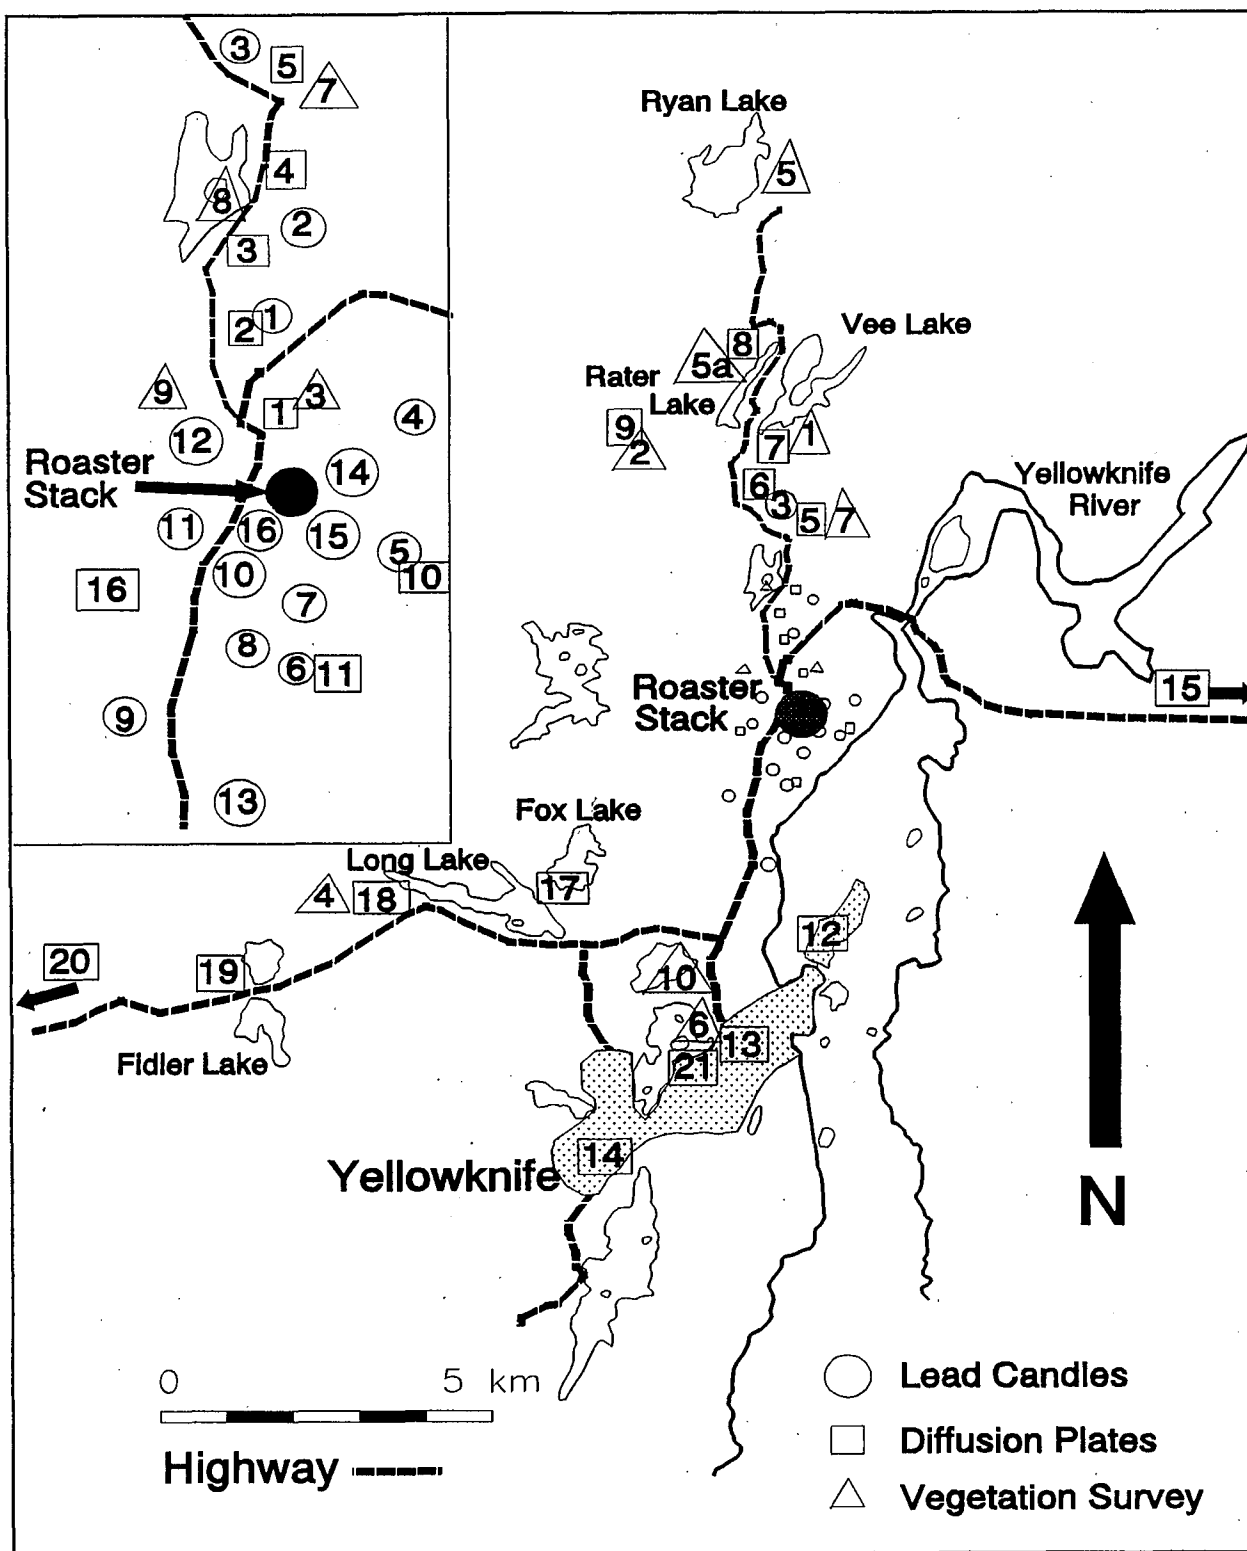 3
5
7
4
8
2
3
1
2
9
3
1
4
12
Roaster
Stack
14
11
16
15
5
10
10
16
7
8
6
11
9
13
Ryan Lake
5
Vee Lake
8
5a
Rater
Lake
9
2
1
7
6
3
5
7
Yellowknife
River
15
Roaster
Stack
Fox Lake
Long Lake
17
4
18
12
20
19
10
6
13
21
Fidler Lake
14
Yellowknife
N
0 5 km
Highway
Lead Candles
Diffusion Plates
Vegetation Survey